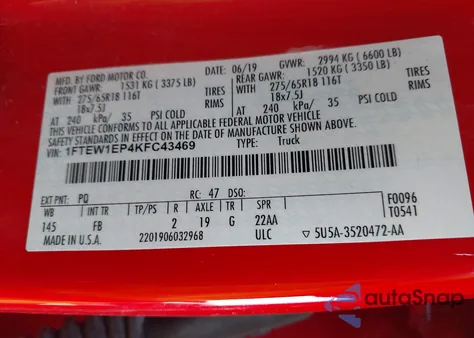 MFD. BY FORD MOTOR CO.
DATE: 06/19 GVWR: 2994 KG (6600 LB)
FRONT GAWR: 1531 KG (3375 LB) REAR GAWR: 1520 KG (3350 LB)
WITH 275/65R18 116T TIRES WITH 275/65R18 116T TIRES
18x7.5J RIMS 18x7.5J RIMS
AT 240 kPa/ 35 PSI COLD AT 240 kPa/ 35 PSI COLD
THIS VEHICLE CONFORMS TO ALL APPLICABLE FEDERAL MOTOR VEHICLE
SAFETY STANDARDS IN EFFECT ON THE DATE OF MANUFACTURE SHOWN ABOVE.
VIN: 1FTEW1EP4KFC43469 TYPE: Truck
EXT PNT: PQ RC: 47 DSO: F0096
WB INT TR TP/PS R AXLE TR SPR T0541
145 FB 2 19 G 22AA
MADE IN U.S.A. 2201906032968 ULC ▽ 5U5A-3520472-AA
autoSnap